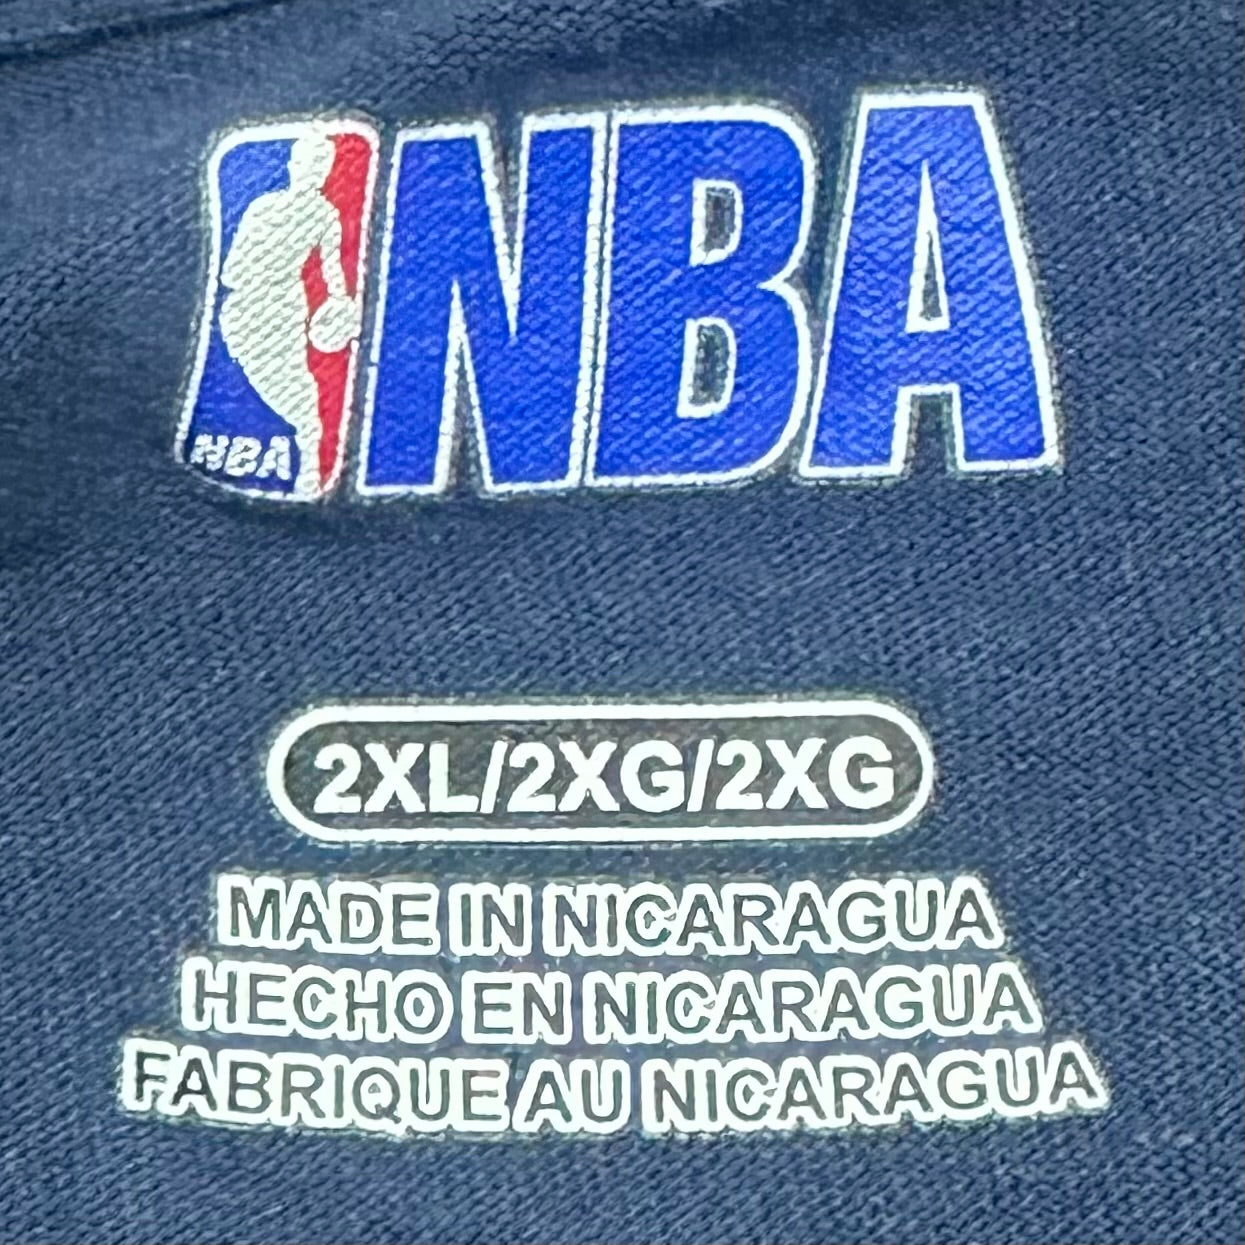 NBA
NBA
2XL/2XG/2XG
MADE IN NICARAGUA
HECHO EN NICARAGUA
FABRIQUE AU NICARAGUA